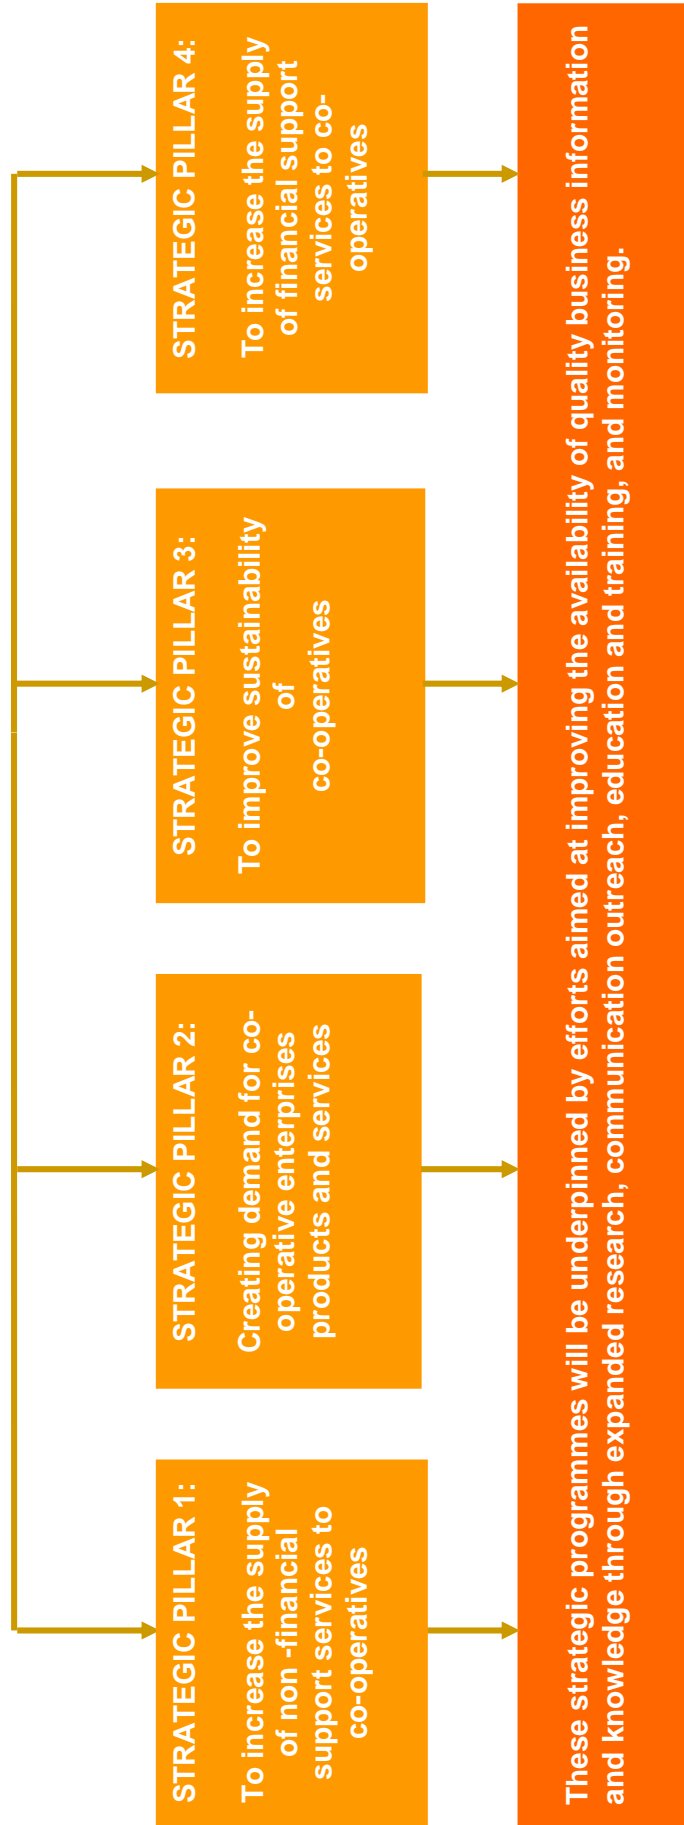 STRATEGIC PILLAR 1:
To increase the supply
of non -financial
support services to
co-operatives
STRATEGIC PILLAR 2:
Creating demand for co-
operative enterprises
products and services
STRATEGIC PILLAR 3:
To improve sustainability
of
co-operatives
STRATEGIC PILLAR 4:
To increase the supply
of financial support
services to co-
operatives
These strategic programmes will be underpinned by efforts aimed at improving the availability of quality business information
and knowledge through expanded research, communication outreach, education and training, and monitoring.